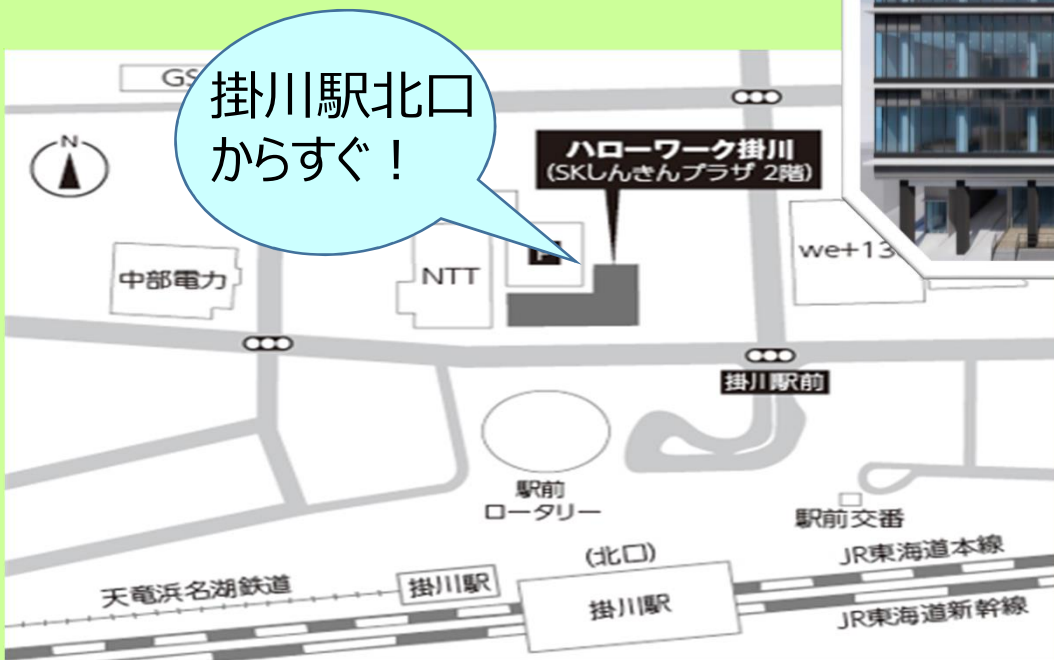 掛川駅北口
からすぐ！
GS
N
ハローワーク掛川
(SKしんきんプラザ 2階)
P
we+13
中部電力
NTT
掛川駅前
駅前
ロータリー
駅前交番
(北口)
JR東海道本線
天竜浜名湖鉄道
掛川駅
掛川駅
JR東海道新幹線